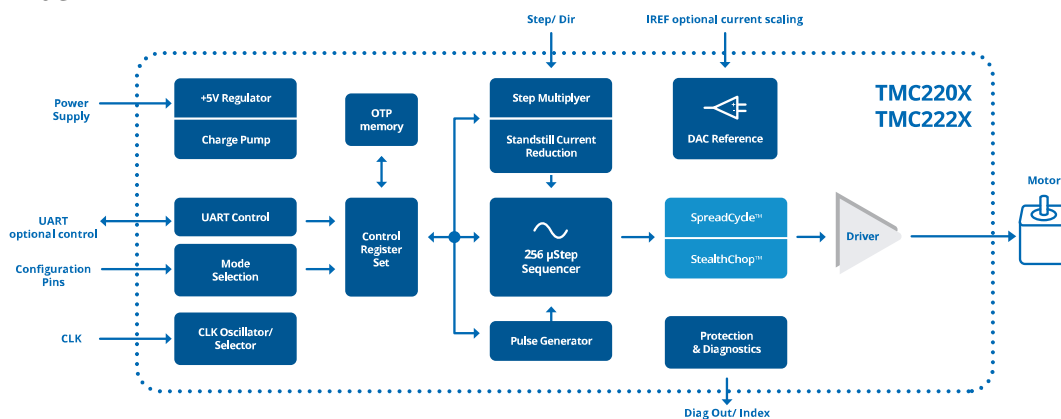 Step/ Dir
IREF optional current scaling
TMC220X
TMC222X
Power
Supply
+5V Regulator
Charge Pump
OTP
memory
Step Multiplyer
Standstill Current
Reduction
DAC Reference
Motor
UART
optional control
UART Control
Control
Register
Set
256 µStep
Sequencer
SpreadCycle™
StealthChop™
Driver
Configuration
Pins
Mode
Selection
CLK
CLK Oscillator/
Selector
Pulse Generator
Protection
& Diagnostics
Diag Out/ Index